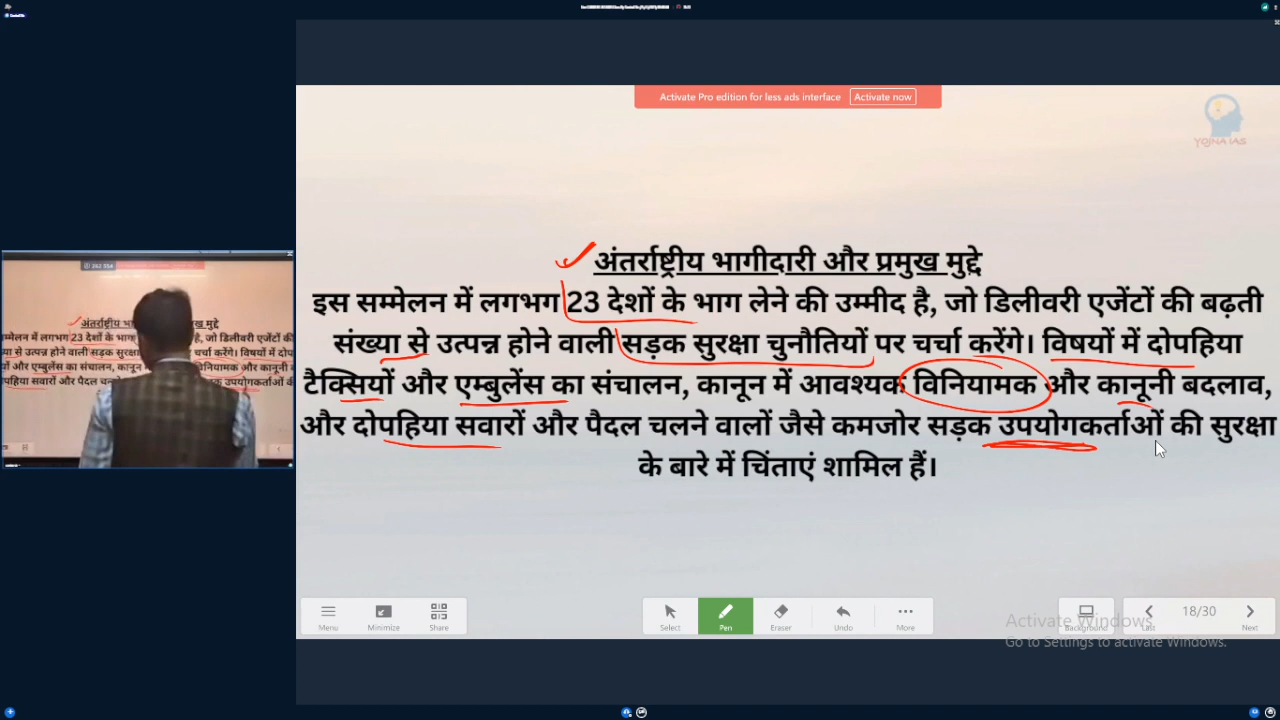 Activate Pro edition for less ads interface Activate now
YOJNA IAS
अंतर्राष्ट्रीय भागीदारी और प्रमुख मुद्दे
इस सम्मेलन में लगभग 23 देशों के भाग लेने की उम्मीद है, जो डिलीवरी एजेंटों की बढ़ती
संख्या से उत्पन्न होने वाली सड़क सुरक्षा चुनौतियों पर चर्चा करेंगे। विषयों में दोपहिया
टैक्सियों और एम्बुलेंस का संचालन, कानून में आवश्यक विनियामक और कानूनी बदलाव,
और दोपहिया सवारों और पैदल चलने वालों जैसे कमजोर सड़क उपयोगकर्ताओं की सुरक्षा
के बारे में चिंताएं शामिल हैं।
Menu Minimize Share Select Pen Eraser Undo More Background Last 18/30 Next
Activate Windows
Go to Settings to activate Windows.